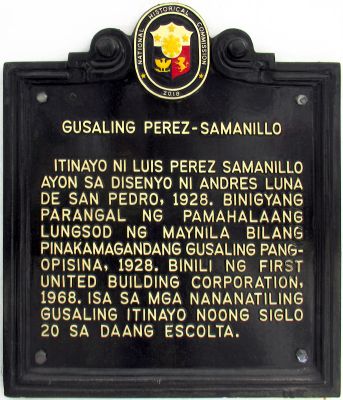 NATIONAL HISTORICAL COMMISSION
2018
GUSALING PEREZ-SAMANILLO
ITINAYO NI LUIS PEREZ SAMANILLO
AYON SA DISENYO NI ANDRES LUNA
DE SAN PEDRO, 1928. BINIGYANG
PARANGAL NG PAMAHALAANG
LUNGSOD NG MAYNILA BILANG
PINAKAMAGANDANG GUSALING PANG-
OPISINA, 1928. BINILI NG FIRST
UNITED BUILDING CORPORATION,
1968. ISA SA MGA NANANATILING
GUSALING ITINAYO NOONG SIGLO
20 SA DAANG ESCOLTA.